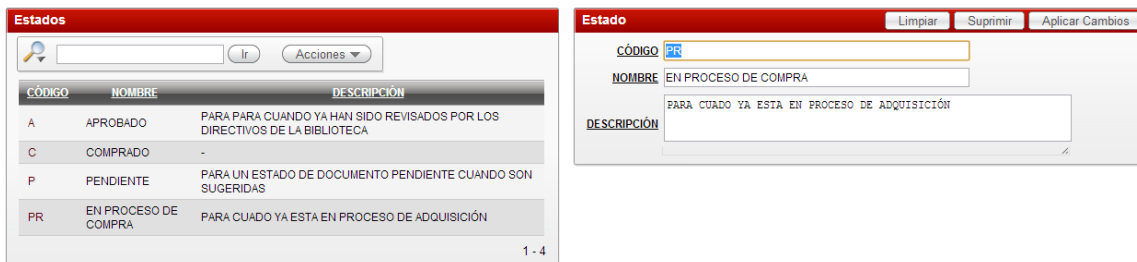 Estados
Ir
Acciones
CÓDIGO NOMBRE DESCRIPCIÓN
A APROBADO PARA PARA CUANDO YA HAN SIDO REVISADOS POR LOS
DIRECTIVOS DE LA BIBLIOTECA
C COMPRADO -
P PENDIENTE PARA UN ESTADO DE DOCUMENTO PENDIENTE CUANDO SON
SUGERIDAS
PR EN PROCESO DE
COMPRA PARA CUADO YA ESTA EN PROCESO DE ADQUISICIÓN
1 - 4
Estado Limpiar Suprimir Aplicar Cambios
CÓDIGO PR
NOMBRE EN PROCESO DE COMPRA
DESCRIPCIÓN PARA CUADO YA ESTA EN PROCESO DE ADQUISICIÓN